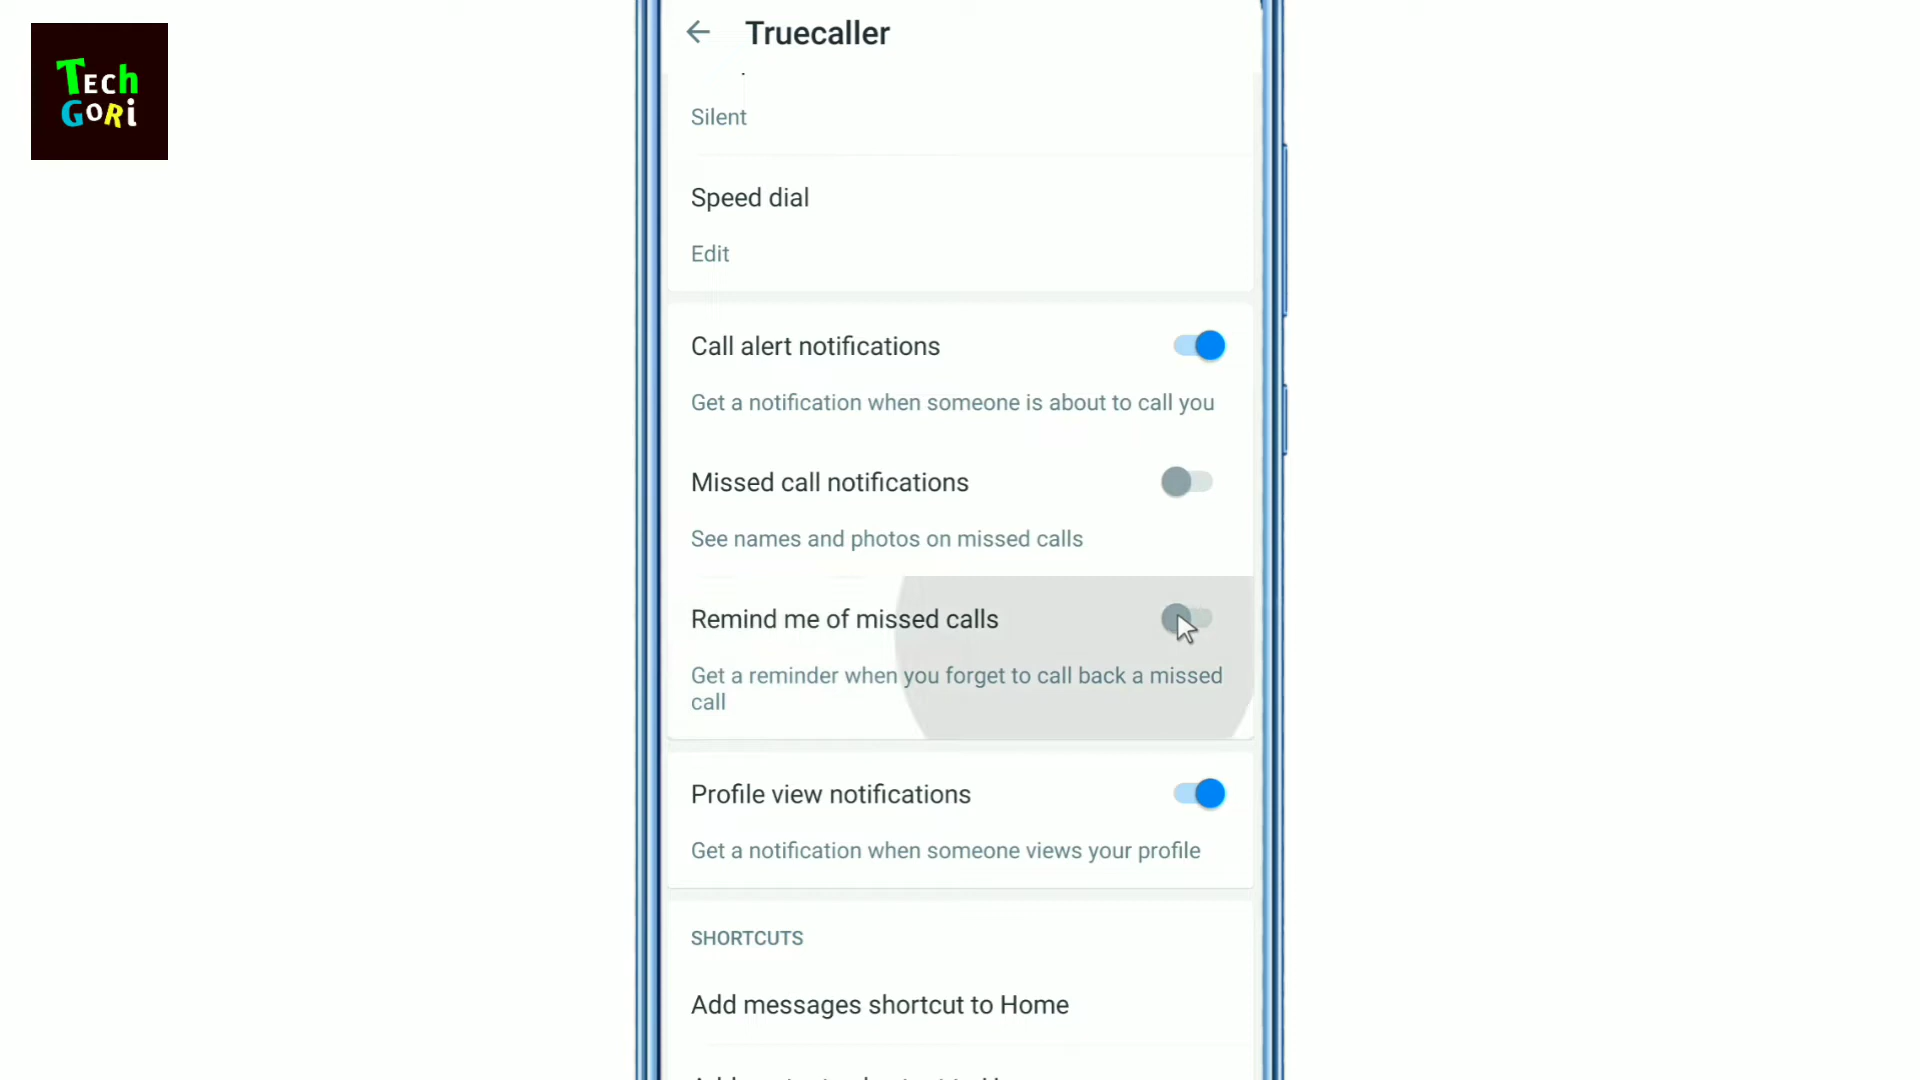 Tech
Gori
Truecaller
Silent
Speed dial
Edit
Call alert notifications
Get a notification when someone is about to call you
Missed call notifications
See names and photos on missed calls
Remind me of missed calls
Get a reminder when you forget to call back a missed
call
Profile view notifications
Get a notification when someone views your profile
SHORTCUTS
Add messages shortcut to Home